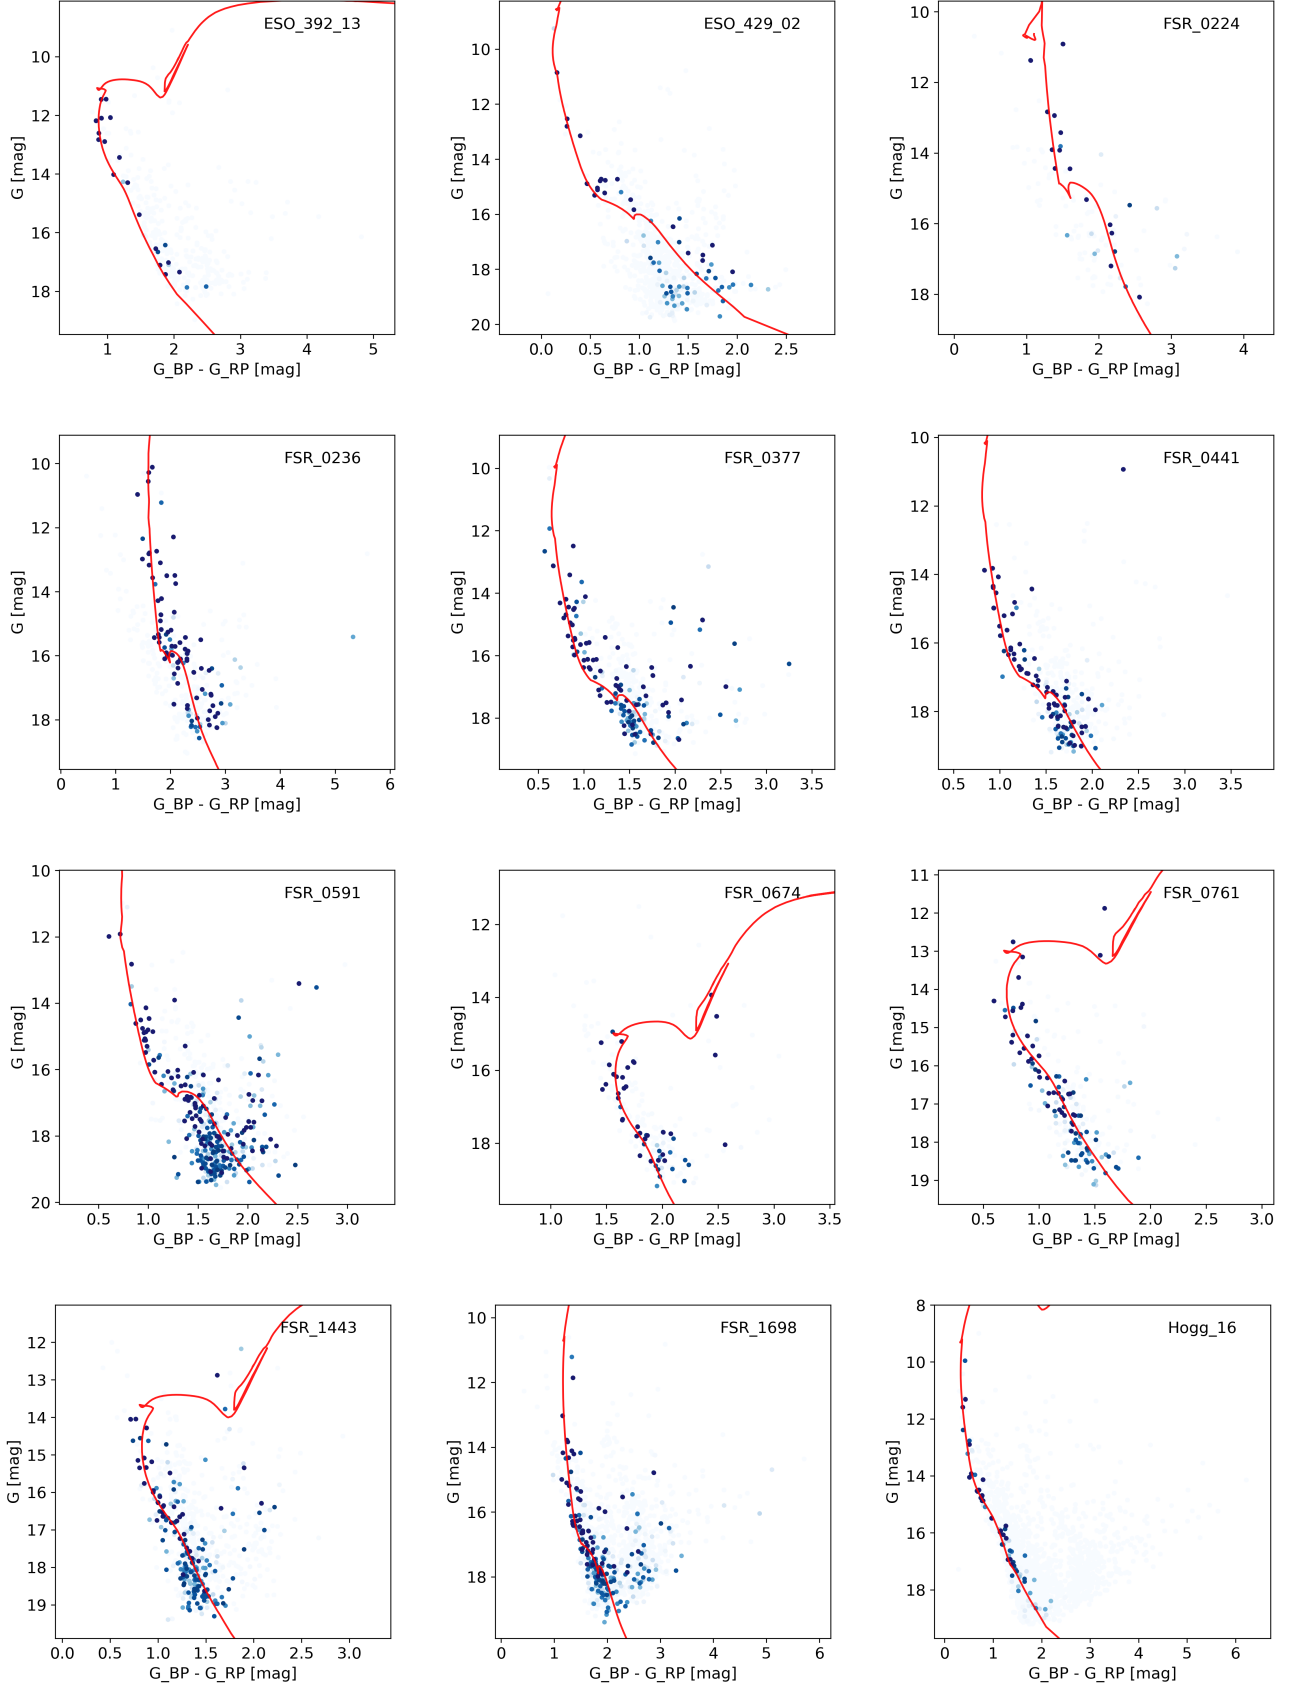 ESO_392_13
10
12
14
16
18
G [mag]
1 2 3 4 5
G_BP - G_RP [mag]
ESO_429_02
10
12
14
16
18
20
G [mag]
0.0 0.5 1.0 1.5 2.0 2.5
G_BP - G_RP [mag]
FSR_0224
10
12
14
16
18
G [mag]
0 1 2 3 4
G_BP - G_RP [mag]
FSR_0236
10
12
14
16
18
G [mag]
0 1 2 3 4 5 6
G_BP - G_RP [mag]
FSR_0377
10
12
14
16
18
G [mag]
0.5 1.0 1.5 2.0 2.5 3.0 3.5
G_BP - G_RP [mag]
FSR_0441
10
12
14
16
18
G [mag]
0.5 1.0 1.5 2.0 2.5 3.0 3.5
G_BP - G_RP [mag]
FSR_0591
10
12
14
16
18
20
G [mag]
0.5 1.0 1.5 2.0 2.5 3.0
G_BP - G_RP [mag]
FSR_0674
12
14
16
18
G [mag]
1.0 1.5 2.0 2.5 3.0 3.5
G_BP - G_RP [mag]
FSR_0761
11
12
13
14
15
16
17
18
19
G [mag]
0.5 1.0 1.5 2.0 2.5 3.0
G_BP - G_RP [mag]
FSR_1443
12
13
14
15
16
17
18
19
G [mag]
0.0 0.5 1.0 1.5 2.0 2.5 3.0
G_BP - G_RP [mag]
FSR_1698
10
12
14
16
18
G [mag]
0 1 2 3 4 5 6
G_BP - G_RP [mag]
Hogg_16
8
10
12
14
16
18
G [mag]
0 1 2 3 4 5 6
G_BP - G_RP [mag]